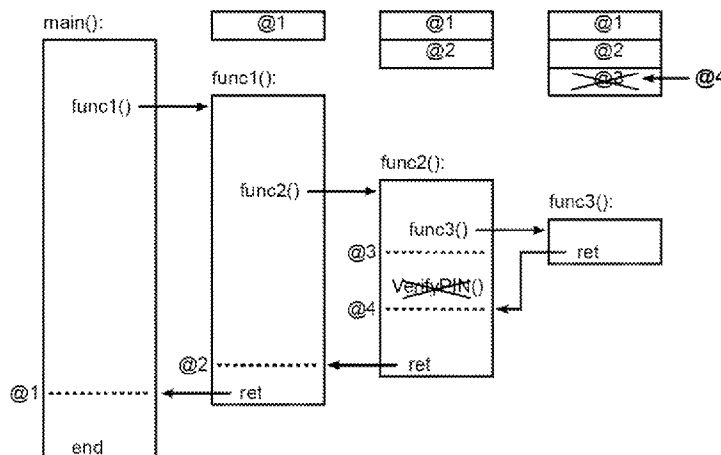 main():
@1
@1
@2
@1
@2
@3
@4
func1():
func1()
func2():
func2()
func3():
func3()
@3
ret
VerifyPIN()
@4
@2
ret
@1
ret
end